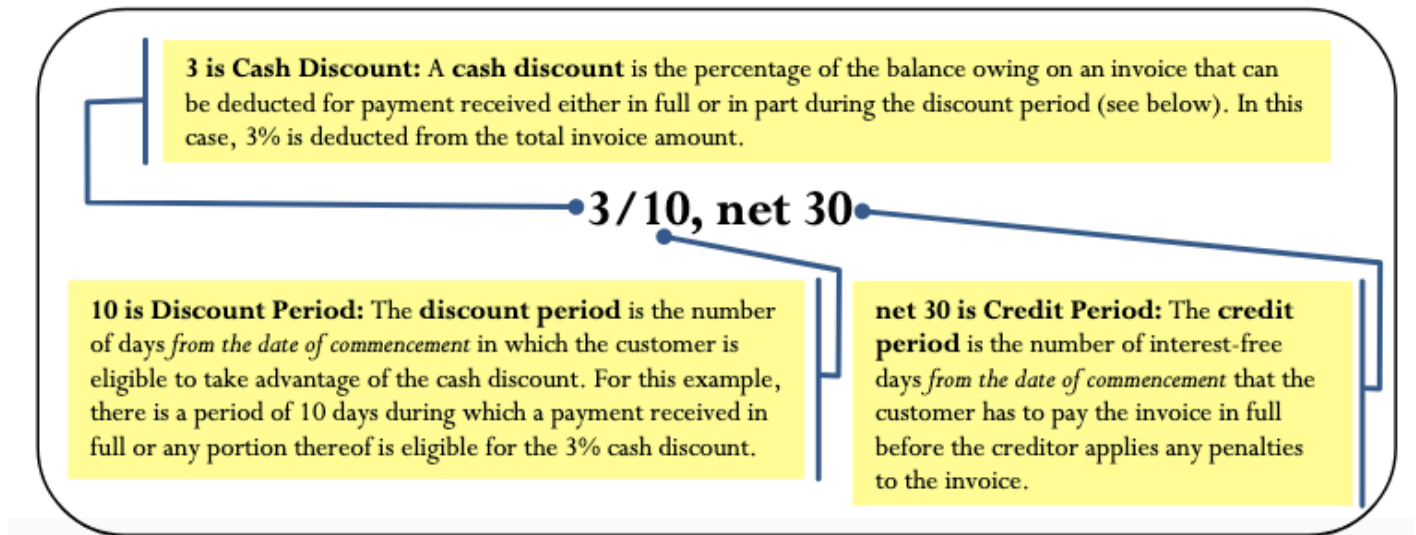 3 is Cash Discount: A cash discount is the percentage of the balance owing on an invoice that can
be deducted for payment received either in full or in part during the discount period (see below). In this
case, 3% is deducted from the total invoice amount.
3/10, net 30
10 is Discount Period: The discount period is the number
of days from the date of commencement in which the customer is
eligible to take advantage of the cash discount. For this example,
there is a period of 10 days during which a payment received in
full or any portion thereof is eligible for the 3% cash discount.
net 30 is Credit Period: The credit
period is the number of interest-free
days from the date of commencement that the
customer has to pay the invoice in full
before the creditor applies any penalties
to the invoice.